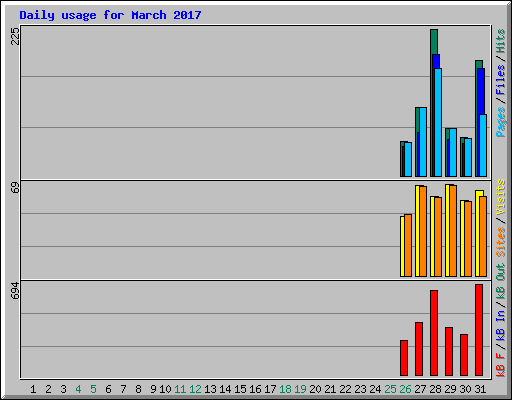 Daily usage for March 2017
225
Pages / Files / Hits
69
Sites / Visits
694
kB F / kB In / kB Out
1 2 3 4 5 6 7 8 9 10 11 12 13 14 15 16 17 18 19 20 21 22 23 24 25 26 27 28 29 30 31